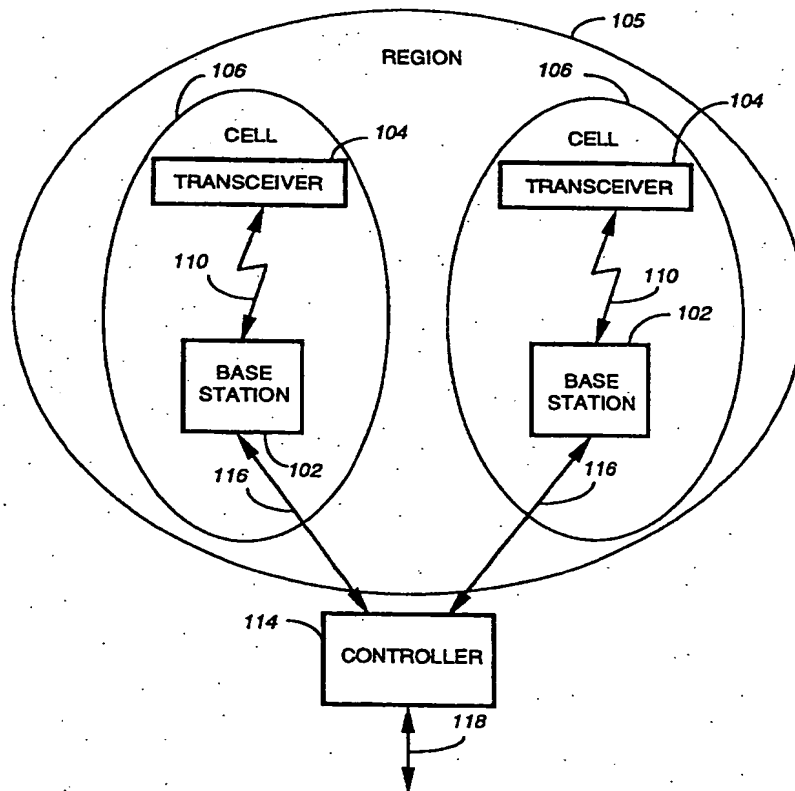 105
REGION
106
106
CELL
104
TRANSCEIVER
CELL
104
TRANSCEIVER
110
110
102
BASE
STATION
BASE
STATION
102
116
116
114
CONTROLLER
118